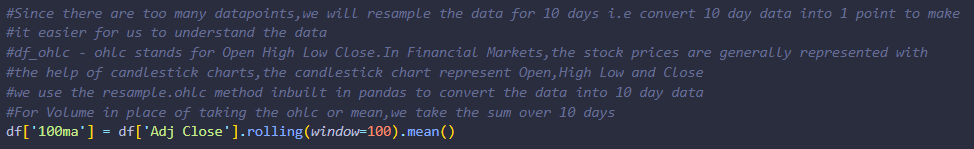 #Since there are too many datapoints,we will resample the data for 10 days i.e convert 10 day data into 1 point to make
#it easier for us to understand the data
#df_ohlc - ohlc stands for Open High Low Close.In Financial Markets,the stock prices are generally represented with
#the help of candlestick charts,the candlestick chart represent Open,High Low and Close
#we use the resample.ohlc method inbuilt in pandas to convert the data into 10 day data
#For Volume in place of taking the ohlc or mean,we take the sum over 10 days
df['100ma'] = df['Adj Close'].rolling(window=100).mean()